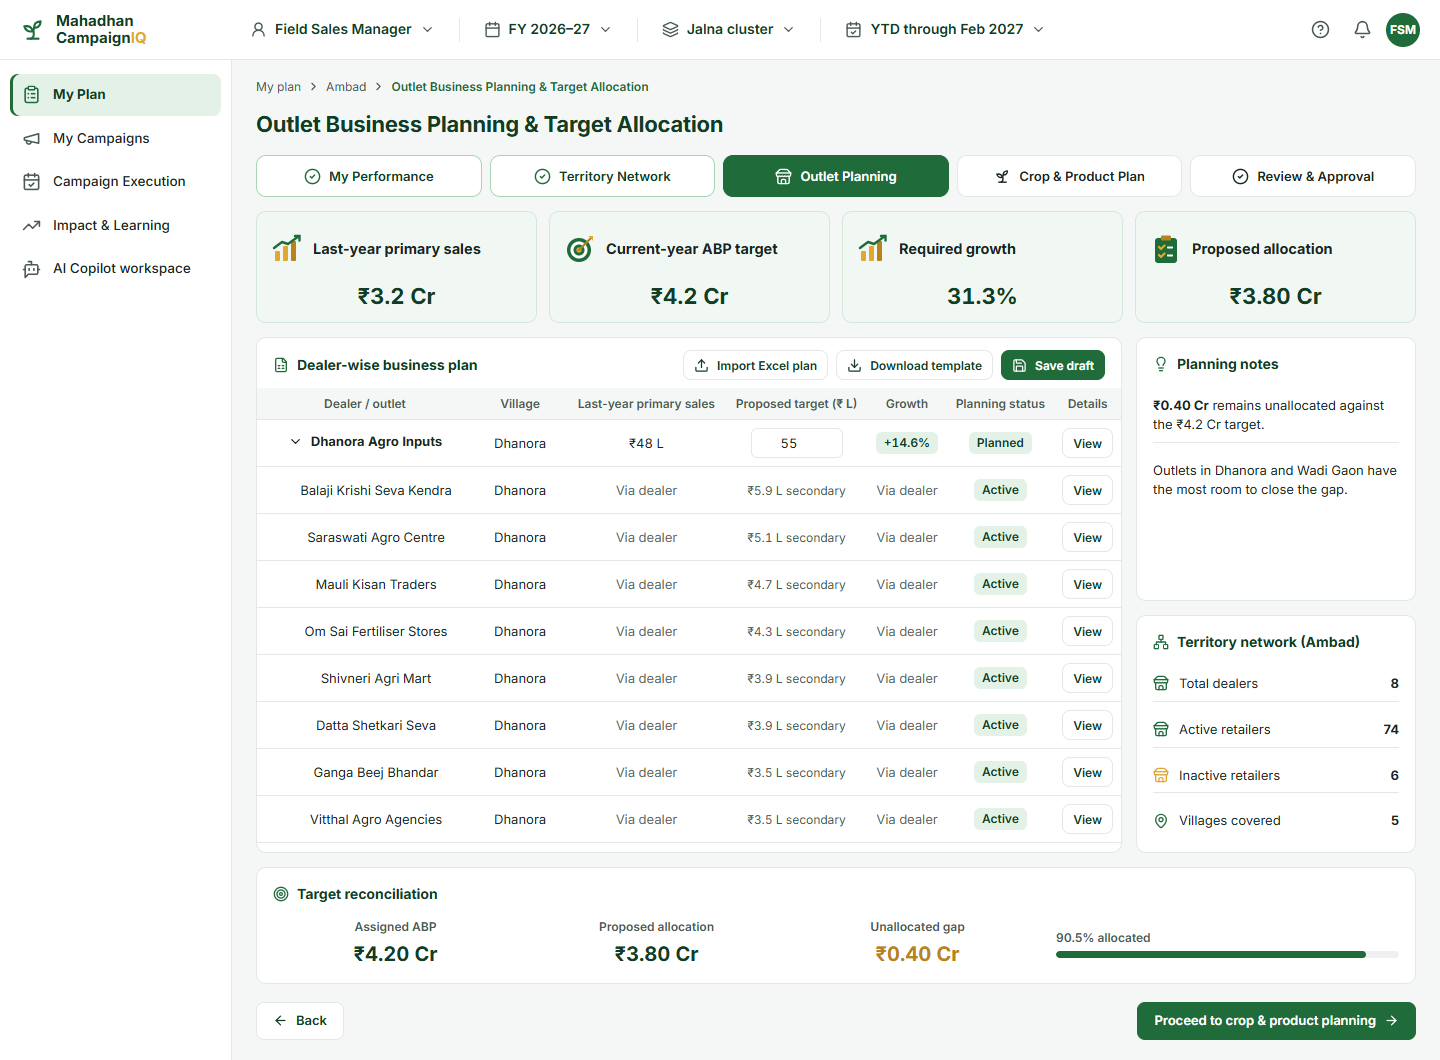 Mahadhan
CampaignIQ
Field Sales Manager
FY 2026–27
Jalna cluster
YTD through Feb 2027
FSM
My Plan
My Campaigns
Campaign Execution
Impact & Learning
AI Copilot workspace
My plan > Ambad > Outlet Business Planning & Target Allocation
Outlet Business Planning & Target Allocation
My Performance
Territory Network
Outlet Planning
Crop & Product Plan
Review & Approval
Last-year primary sales
₹3.2 Cr
Current-year ABP target
₹4.2 Cr
Required growth
31.3%
Proposed allocation
₹3.80 Cr
Dealer-wise business plan
Import Excel plan
Download template
Save draft
Dealer / outlet Village Last-year primary sales Proposed target (₹ L) Growth Planning status Details
Dhanora Agro Inputs Dhanora ₹48 L 55 +14.6% Planned View
Balaji Krishi Seva Kendra Dhanora Via dealer ₹5.9 L secondary Via dealer Active View
Saraswati Agro Centre Dhanora Via dealer ₹5.1 L secondary Via dealer Active View
Mauli Kisan Traders Dhanora Via dealer ₹4.7 L secondary Via dealer Active View
Om Sai Fertiliser Stores Dhanora Via dealer ₹4.3 L secondary Via dealer Active View
Shivneri Agri Mart Dhanora Via dealer ₹3.9 L secondary Via dealer Active View
Datta Shetkari Seva Dhanora Via dealer ₹3.9 L secondary Via dealer Active View
Ganga Beej Bhandar Dhanora Via dealer ₹3.5 L secondary Via dealer Active View
Vitthal Agro Agencies Dhanora Via dealer ₹3.5 L secondary Via dealer Active View
Planning notes
₹0.40 Cr remains unallocated against
the ₹4.2 Cr target.
Outlets in Dhanora and Wadi Gaon have
the most room to close the gap.
Territory network (Ambad)
Total dealers 8
Active retailers 74
Inactive retailers 6
Villages covered 5
Target reconciliation
Assigned ABP
₹4.20 Cr
Proposed allocation
₹3.80 Cr
Unallocated gap
₹0.40 Cr
90.5% allocated
Back
Proceed to crop & product planning